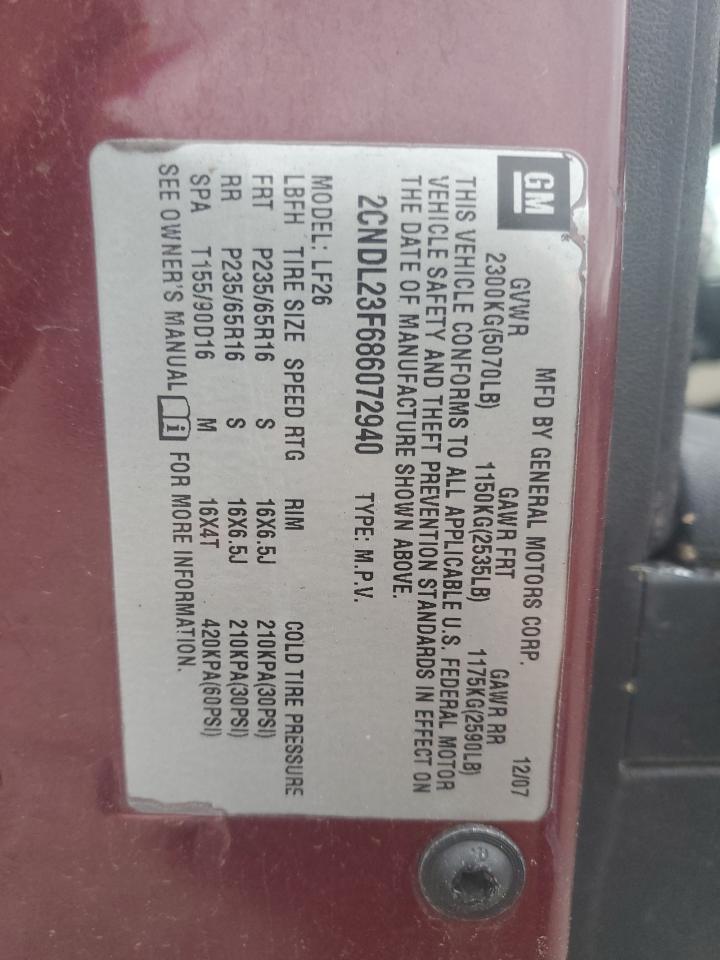 GM
MFD BY GENERAL MOTORS CORP. 12/07
GVWR GAWR FRT GAWR RR
2300KG(5070LB) 1150KG(2535LB) 1175KG(2590LB)
THIS VEHICLE CONFORMS TO ALL APPLICABLE U.S. FEDERAL MOTOR
VEHICLE SAFETY AND THEFT PREVENTION STANDARDS IN EFFECT ON
THE DATE OF MANUFACTURE SHOWN ABOVE.
2CNDL23F686072940 TYPE: M.P.V.
MODEL: LF26
LBFH TIRE SIZE SPEED RTG RIM COLD TIRE PRESSURE
FRT P235/65R16 S 16X6.5J 210KPA(30PSI)
RR P235/65R16 S 16X6.5J 210KPA(30PSI)
SPA T155/90D16 M 16X4T 420KPA(60PSI)
SEE OWNER'S MANUAL i FOR MORE INFORMATION.